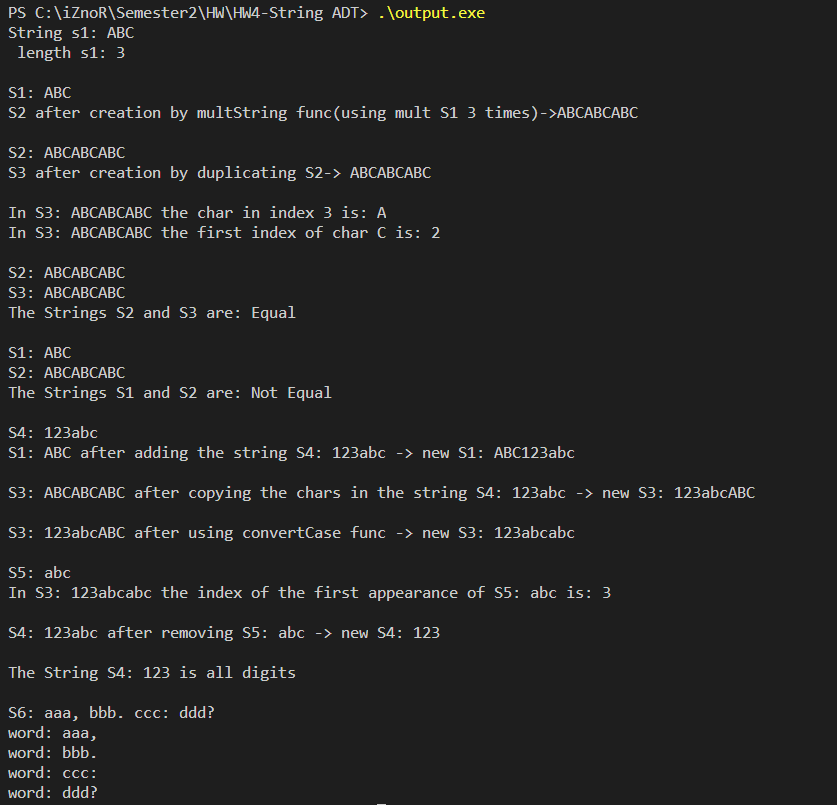 PS C:\iZnoR\Semester2\HW\HW4-String ADT> .\output.exe
String s1: ABC
 length s1: 3

S1: ABC
S2 after creation by multString func(using mult S1 3 times)->ABCABCABC

S2: ABCABCABC
S3 after creation by duplicating S2-> ABCABCABC

In S3: ABCABCABC the char in index 3 is: A
In S3: ABCABCABC the first index of char C is: 2

S2: ABCABCABC
S3: ABCABCABC
The Strings S2 and S3 are: Equal

S1: ABC
S2: ABCABCABC
The Strings S1 and S2 are: Not Equal

S4: 123abc
S1: ABC after adding the string S4: 123abc -> new S1: ABC123abc

S3: ABCABCABC after copying the chars in the string S4: 123abc -> new S3: 123abcABC

S3: 123abcABC after using convertCase func -> new S3: 123abcabc

S5: abc
In S3: 123abcabc the index of the first appearance of S5: abc is: 3

S4: 123abc after removing S5: abc -> new S4: 123

The String S4: 123 is all digits

S6: aaa, bbb. ccc: ddd?
word: aaa,
word: bbb.
word: ccc:
word: ddd?